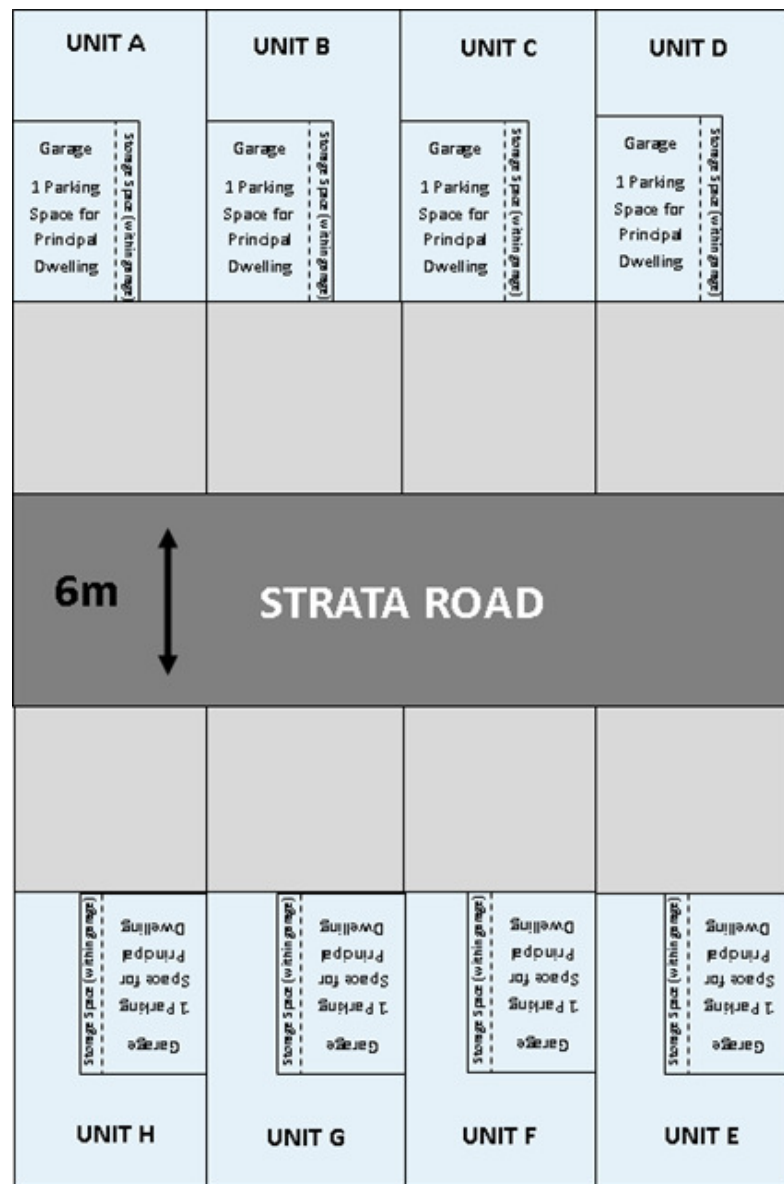 UNIT A
UNIT B
UNIT C
UNIT D
Garage
1 Parking
Space for
Principal
Dwelling
Storage Space (within garage)
Garage
1 Parking
Space for
Principal
Dwelling
Storage Space (within garage)
Garage
1 Parking
Space for
Principal
Dwelling
Storage Space (within garage)
Garage
1 Parking
Space for
Principal
Dwelling
Storage Space (within garage)
6m
STRATA ROAD
Storage Space (within garage)
Garage
1 Parking
Space for
Principal
Dwelling
Storage Space (within garage)
Garage
1 Parking
Space for
Principal
Dwelling
Storage Space (within garage)
Garage
1 Parking
Space for
Principal
Dwelling
Storage Space (within garage)
Garage
1 Parking
Space for
Principal
Dwelling
UNIT H
UNIT G
UNIT F
UNIT E